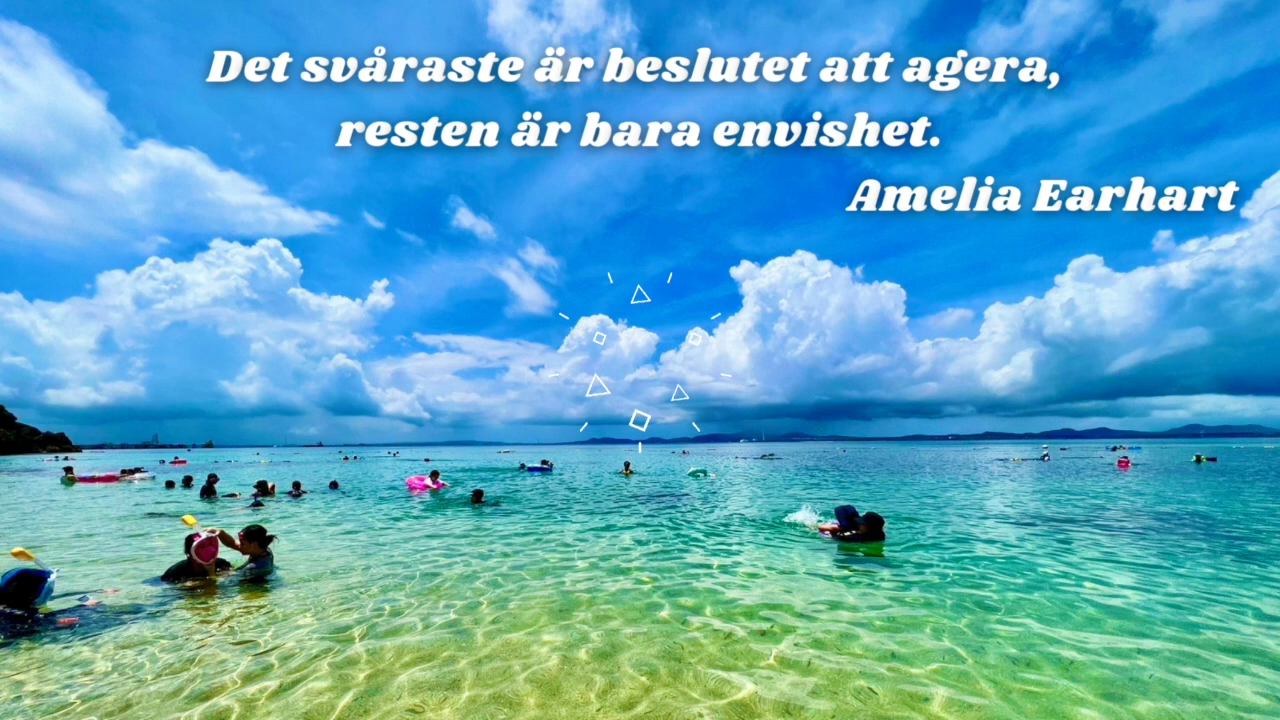 Det svåraste är beslutet att agera,
resten är bara envishet.
Amelia Earhart